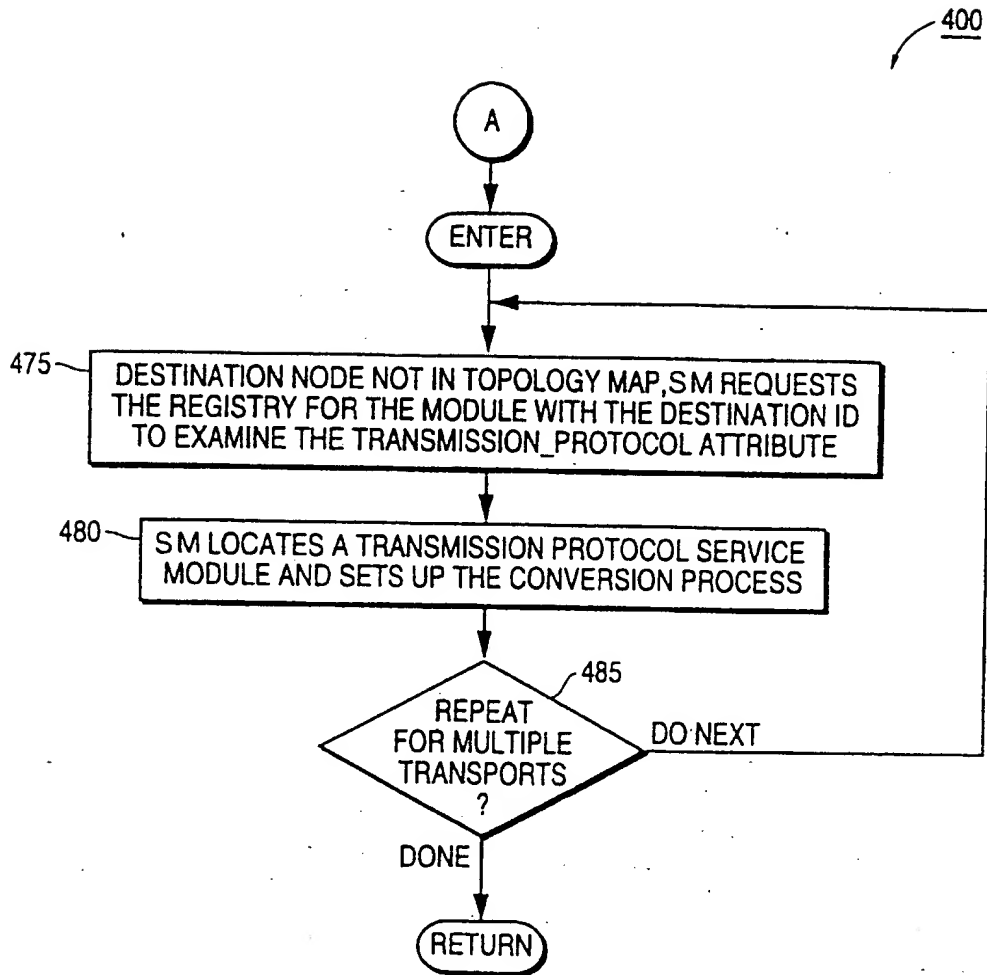 400
A
ENTER
475
DESTINATION NODE NOT IN TOPOLOGY MAP,SM REQUESTS
THE REGISTRY FOR THE MODULE WITH THE DESTINATION ID
TO EXAMINE THE TRANSMISSION_PROTOCOL ATTRIBUTE
480
SM LOCATES A TRANSMISSION PROTOCOL SERVICE
MODULE AND SETS UP THE CONVERSION PROCESS
485
REPEAT
FOR MULTIPLE
TRANSPORTS
?
DO NEXT
DONE
RETURN